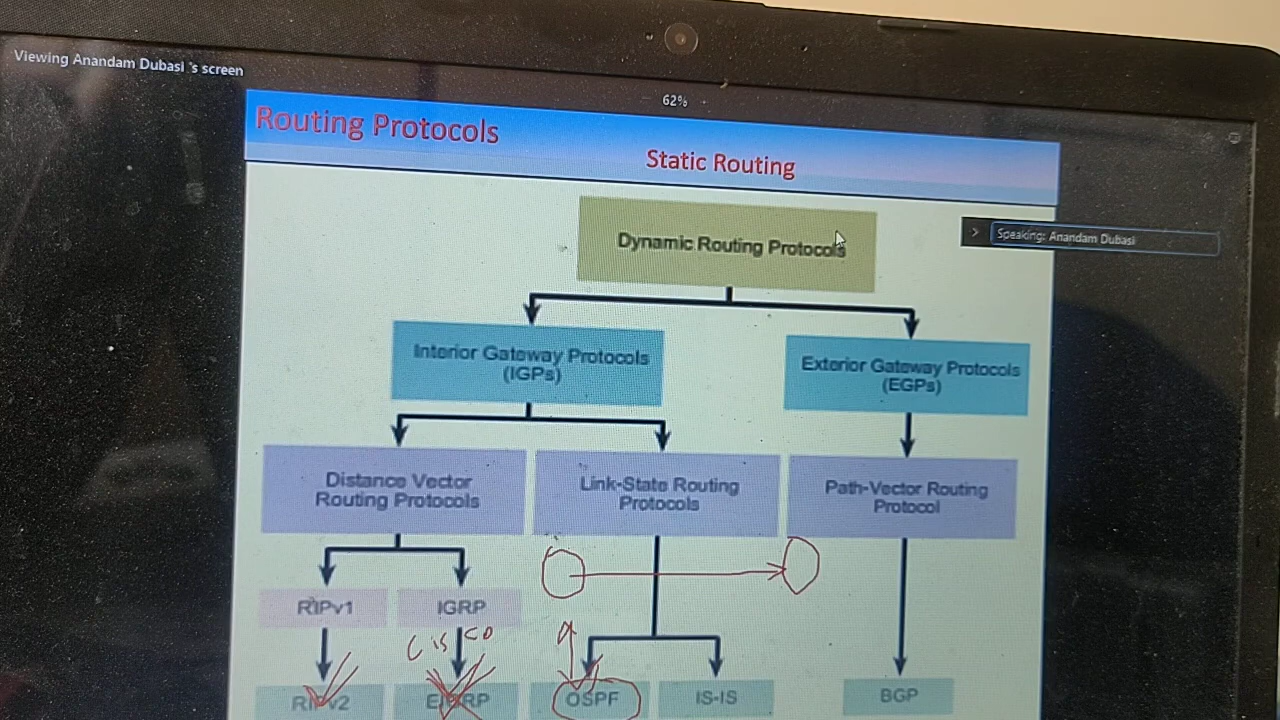 Viewing Anandam Dubasi 's screen
62%
Routing Protocols
Static Routing
Dynamic Routing Protocols
Speaking: Anandam Dubasi
Interior Gateway Protocols
(IGPs)
Exterior Gateway Protocols
(EGPs)
Distance Vector
Routing Protocols
Link-State Routing
Protocols
Path-Vector Routing
Protocol
RIPv1
IGRP
Cisco
RIPv2
EIGRP
OSPF
IS-IS
BGP